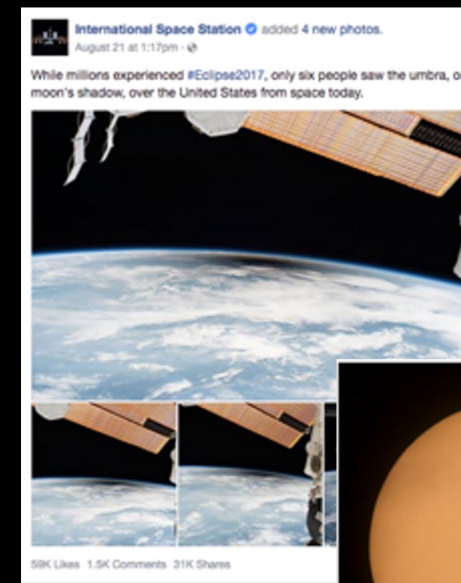 International Space Station added 4 new photos.
August 21 at 1:17pm ·
While millions experienced #Eclipse2017, only six people saw the umbra, o
moon's shadow, over the United States from space today.
59K Likes 1.5K Comments 31K Shares